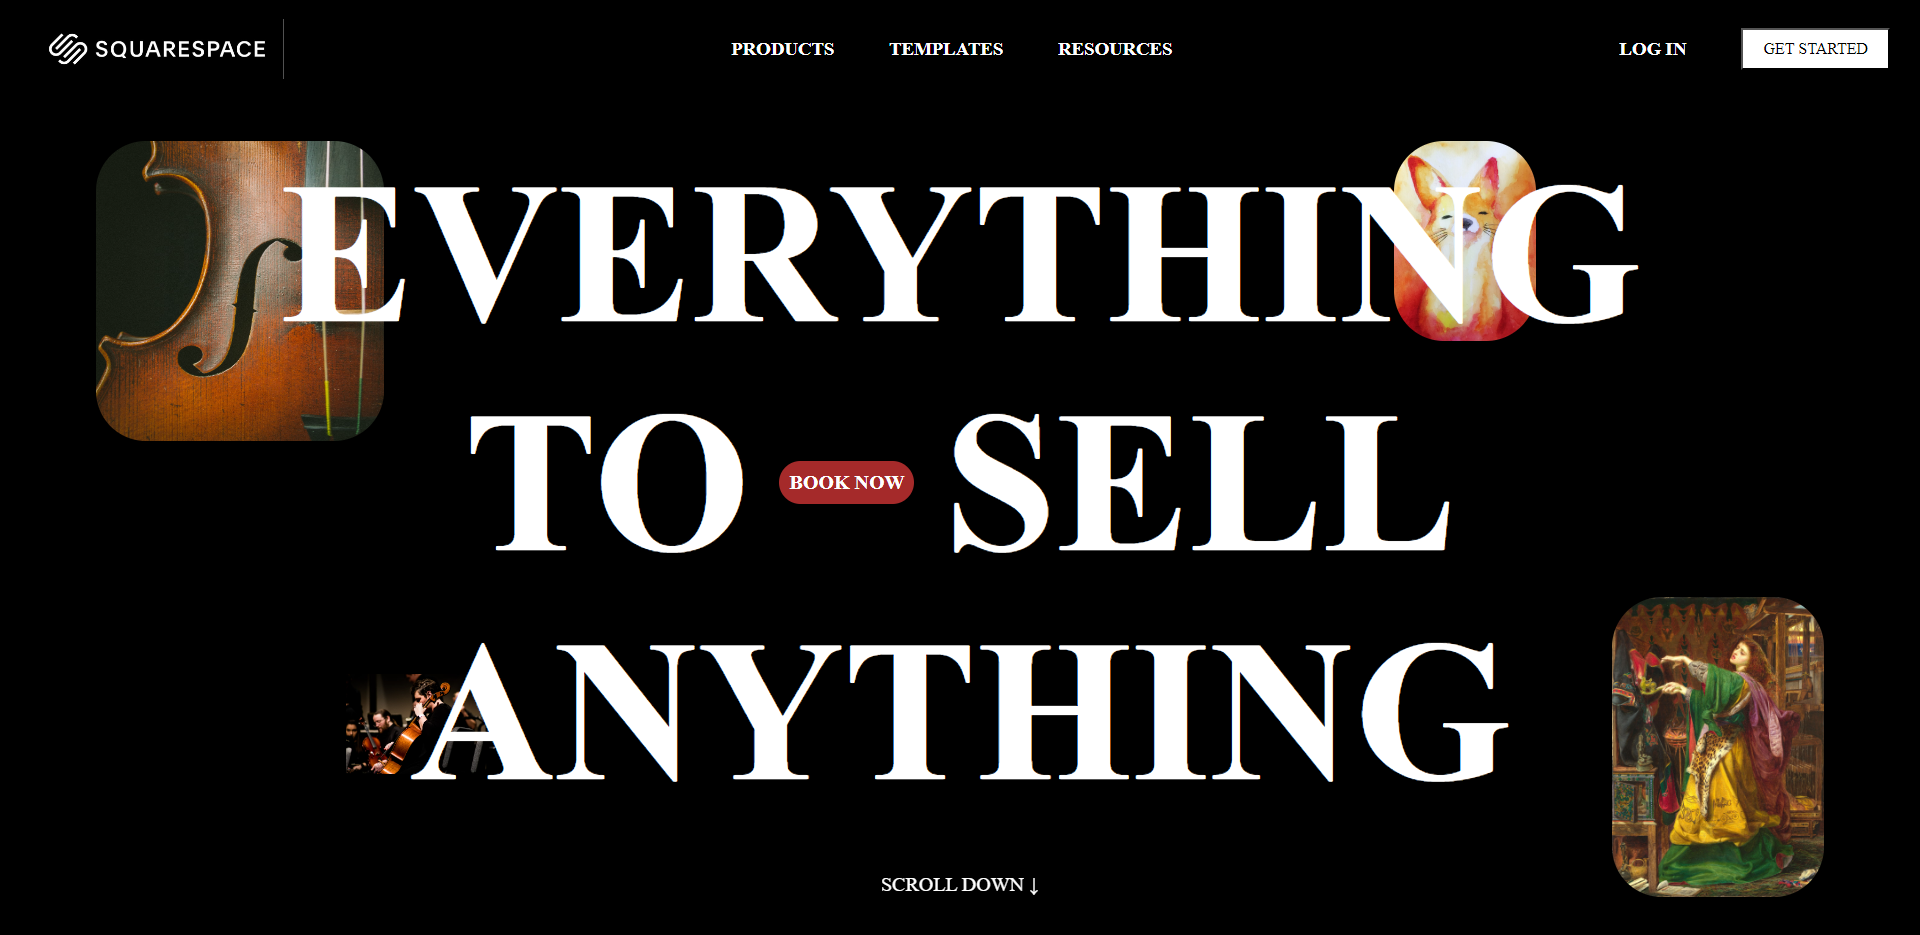 SQUARESPACE
PRODUCTS TEMPLATES RESOURCES
LOG IN
GET STARTED
EVERYTHING
TO BOOK NOW SELL
ANYTHING
SCROLL DOWN ↓